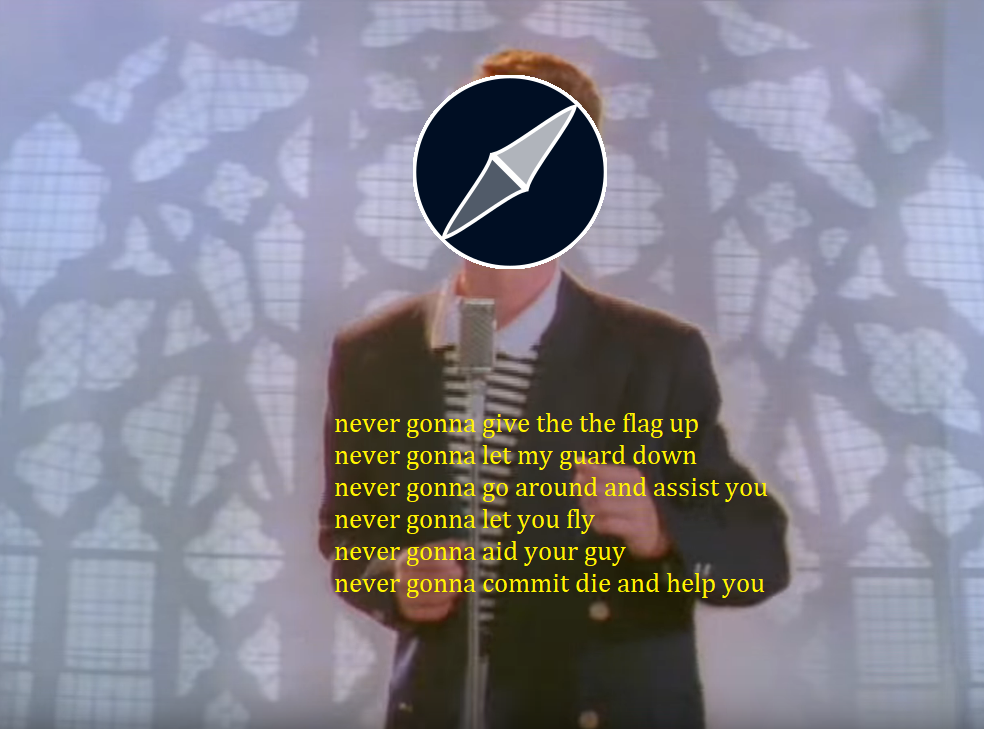 never gonna give the the flag up
never gonna let my guard down
never gonna go around and assist you
never gonna let you fly
never gonna aid your guy
never gonna commit die and help you